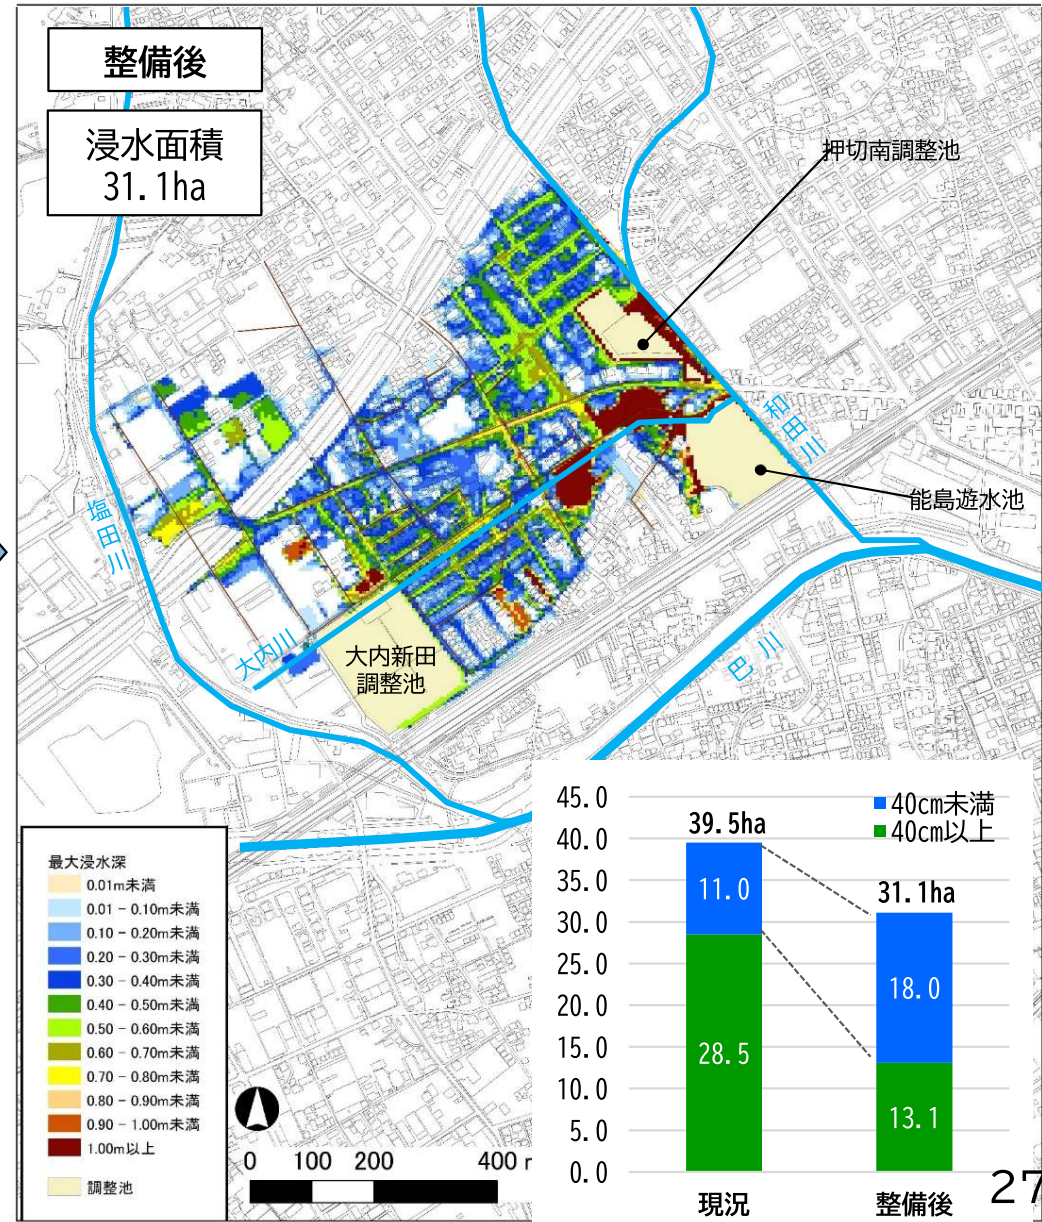 整備後
浸水面積
31.1ha
押切南調整池
和田川
能島遊水池
塩田川
大内川
大内新田
調整池
巴川
最大浸水深
0.01m未満
0.01 − 0.10m未満
0.10 − 0.20m未満
0.20 − 0.30m未満
0.30 − 0.40m未満
0.40 − 0.50m未満
0.50 − 0.60m未満
0.60 − 0.70m未満
0.70 − 0.80m未満
0.80 − 0.90m未満
0.90 − 1.00m未満
1.00m以上
調整池
0 100 200 400 m
45.0
40.0
35.0
30.0
25.0
20.0
15.0
10.0
5.0
0.0
40cm未満
40cm以上
39.5ha
11.0
28.5
31.1ha
18.0
13.1
現況
整備後
27